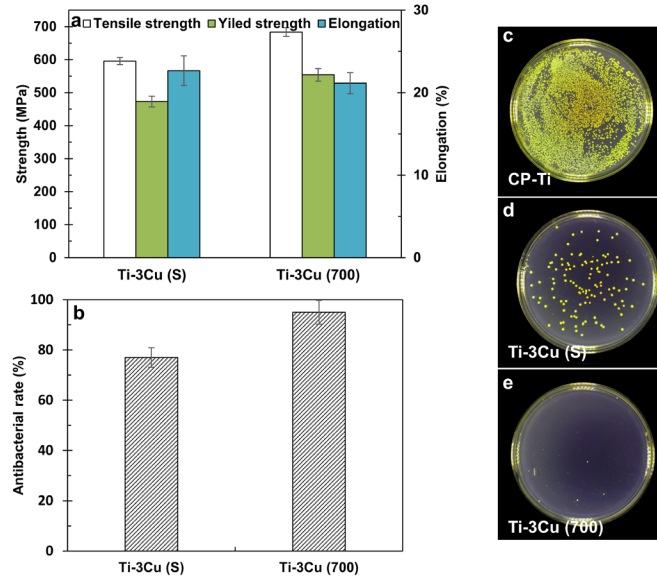 a
Tensile strength Yiled strength Elongation
Strength (MPa)
700
600
500
400
300
200
100
0
30
20
10
0
Elongation (%)
Ti-3Cu (S) Ti-3Cu (700)
b
Antibacterial rate (%)
100
80
60
40
20
0
Ti-3Cu (S) Ti-3Cu (700)
c
CP-Ti
d
Ti-3Cu (S)
e
Ti-3Cu (700)